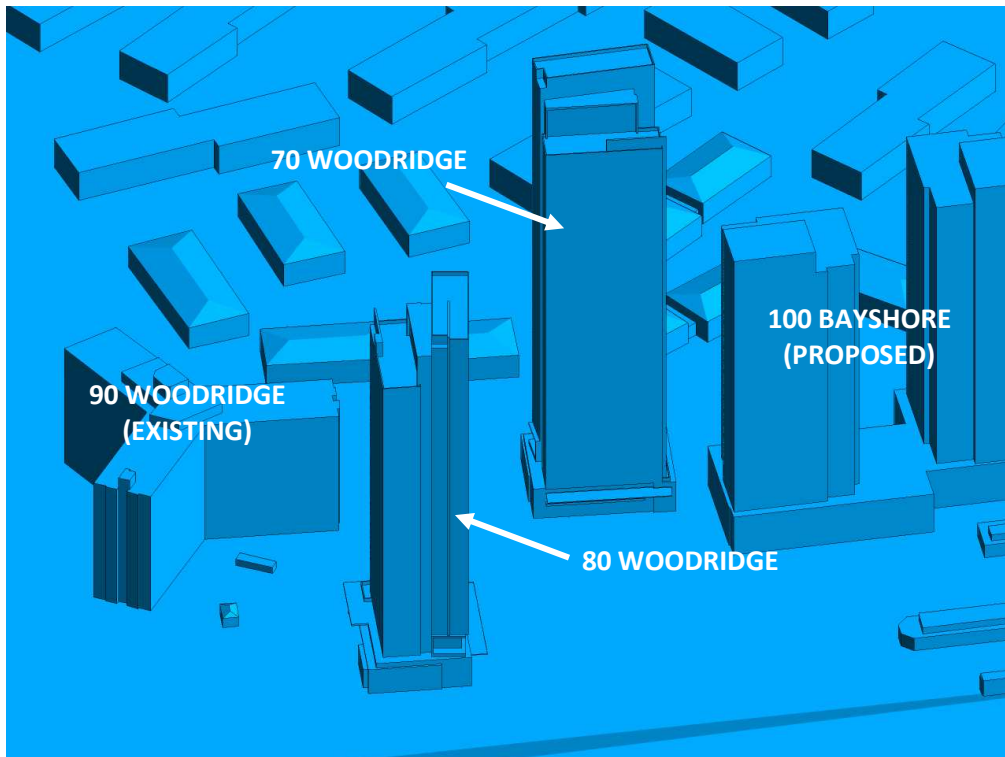 70 WOODRIDGE
100 BAYSHORE
(PROPOSED)
90 WOODRIDGE
(EXISTING)
80 WOODRIDGE